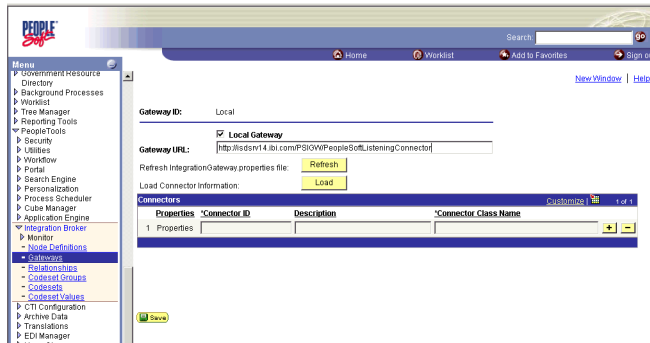 PEOPLE
Soft
Search:
go
Home Worklist Add to Favorites Sign o
Menu
New Window | Help
Government Resource
Directory
Background Processes
Worklist
Tree Manager
Reporting Tools
PeopleTools
Security
Utilities
Workflow
Portal
Search Engine
Personalization
Process Scheduler
Cube Manager
Application Engine
Integration Broker
Monitor
Node Definitions
Gateways
Relationships
Codeset Groups
Codesets
Codeset Values
CTI Configuration
Archive Data
Translations
EDI Manager
Gateway ID: Local
Local Gateway
Gateway URL: http://isdsrv14.ibi.com/PSIGW/PeopleSoftListeningConnector
Refresh IntegrationGateway.properties file: Refresh
Load Connector Information: Load
Connectors Customize | 1 of 1
Properties *Connector ID Description *Connector Class Name
1 Properties + −
Save